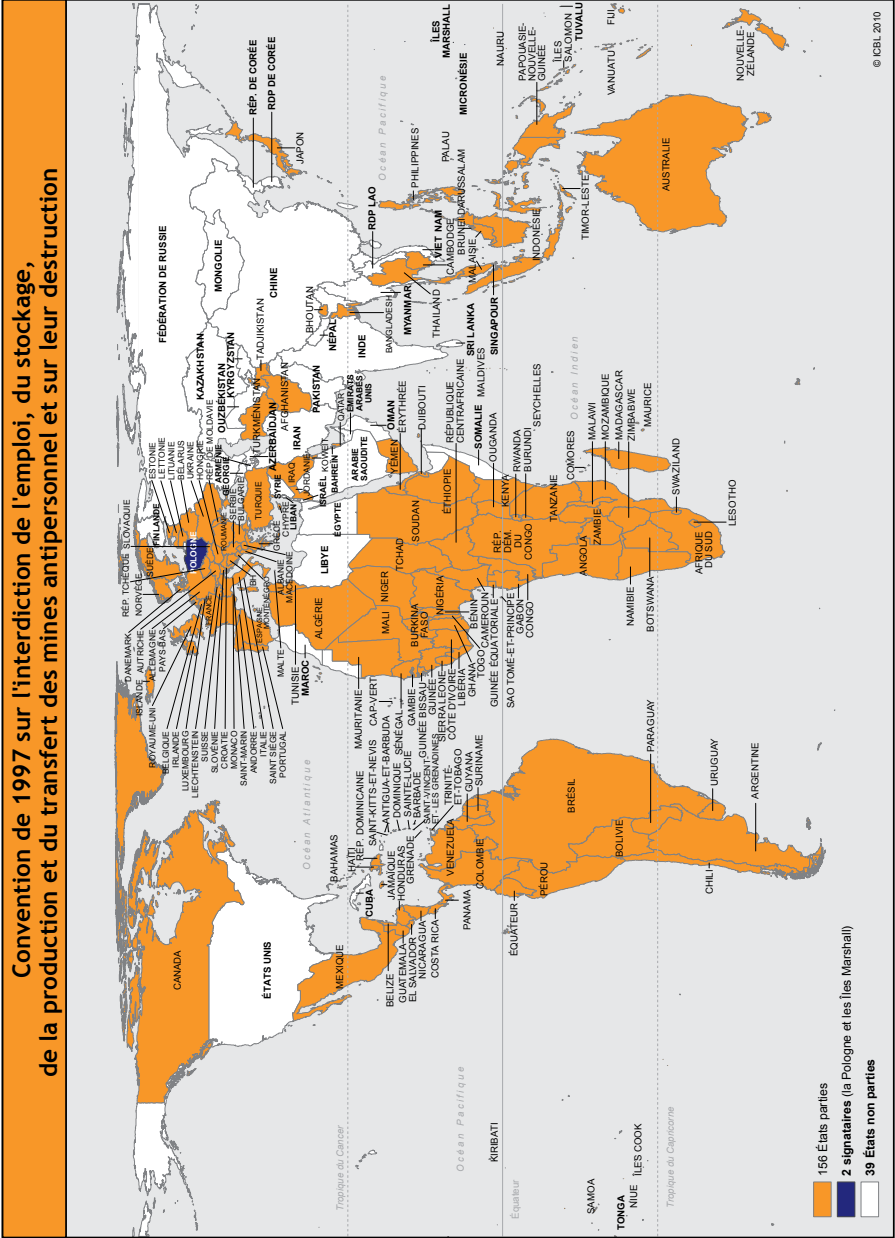 Convention de 1997 sur l'interdiction de l'emploi, du stockage,
de la production et du transfert des mines antipersonnel et sur leur destruction
CANADA
ÉTATS UNIS
MEXIQUE
BELIZE
GUATEMALA
EL SALVADOR
NICARAGUA
COSTA RICA
PANAMA
BAHAMAS
CUBA
HAÏTI
RÉP. DOMINICAINE
JAMAÏQUE
HONDURAS
SAINT-KITTS-ET-NEVIS
ANTIGUA-ET-BARBUDA
DOMINIQUE
SAINTE-LUCIE
BARBADE
SAINT-VINCENT-
ET- LES GRENADINES
GRENADE
TRINITÉ-
ET-TOBAGO
GUYANA
SURINAME
VENEZUELA
COLOMBIE
ÉQUATEUR
PÉROU
BRÉSIL
BOLIVIE
PARAGUAY
CHILI
URUGUAY
ARGENTINE
Océan Atlantique
Océan Pacifique
Tropique du Cancer
Équateur
Tropique du Capricorne
KIRIBATI
SAMOA
TONGA
NIUE
ÎLES COOK
ISLANDE
DANEMARK
AUTRICHE
ALLEMAGNE
PAYS-BAS
NORVÈGE
RÉP. TCHÈQUE
SUÈDE
SLOVAQUIE
FINLANDE
ESTONIE
LETTONIE
LITUANIE
BELARUS
UKRAINE
HONGRIE
RÉP. DE MOLDAVIE
ARMÉNIE
GÉORGIE
ROYAUME-UNI
BELGIQUE
IRLANDE
LUXEMBOURG
LIECHTENSTEIN
SUISSE
SLOVÉNIE
CROATIE
MONACO
SAINT-MARIN
ANDORRE
ITALIE
SAINT SIÈGE
PORTUGAL
POLOGNE
FRANCE
ESPAGNE
BH
MONTÉNÉGRO
ALBANIE
MACÉDOINE
ROUMANIE
SERBIE
BULGARIE
GRÈCE
TURQUIE
MALTE
CHYPRE
LIBAN
SYRIE
ISRAËL
JORDANIE
IRAQ
IRAN
KOWEIT
BAHREÏN
QATAR
ÉMIRATS
ARABES
UNIS
ARABIE
SAOUDITE
OMAN
YÉMEN
AZERBAÏDJAN
TURKMÉNISTAN
OUZBÉKISTAN
KYRGYZSTAN
KAZAKHSTAN
TADJIKISTAN
AFGHANISTAN
PAKISTAN
FÉDÉRATION DE RUSSIE
MONGOLIE
CHINE
INDE
NÉPAL
BHOUTAN
BANGLADESH
MYANMAR
THAILAND
RDP LAO
VIET NAM
CAMBODGE
SRI LANKA
MALDIVES
SINGAPOUR
MALAISIE
BRUNEI DARUSSALAM
INDONÉSIE
PHILIPPINES
PALAU
TIMOR-LESTE
RÉP. DE CORÉE
RDP DE CORÉE
JAPON
Océan Pacifique
ÎLES
MARSHALL
MICRONÉSIE
NAURU
PAPOUASIE-
NOUVELLE-
GUINÉE
ÎLES
SALOMON
TUVALU
VANUATU
FIJI
AUSTRALIE
NOUVELLE-
ZÉLANDE
TUNISIE
MAROC
ALGÉRIE
LIBYE
ÉGYPTE
MAURITANIE
CAP-VERT
SÉNÉGAL
GAMBIE
GUINÉE BISSAU
GUINÉE
SIERRA LEONE
CÔTE D'IVOIRE
LIBÉRIA
GHANA
TOGO
BÉNIN
BURKINA
FASO
MALI
NIGER
NIGÉRIA
TCHAD
SOUDAN
ÉRYTHRÉE
DJIBOUTI
ÉTHIOPIE
SOMALIE
RÉPUBLIQUE
CENTRAFRICAINE
CAMEROUN
GUINÉE ÉQUATORIALE
SAO TOMÉ-ET-PRINCIPE
GABON
CONGO
RÉP.
DÉM.
DU
CONGO
OUGANDA
KENYA
RWANDA
BURUNDI
TANZANIE
SEYCHELLES
COMORES
Océan Indien
ANGOLA
ZAMBIE
MALAWI
MOZAMBIQUE
MADAGASCAR
ZIMBABWE
MAURICE
NAMIBIE
BOTSWANA
AFRIQUE
DU SUD
SWAZILAND
LESOTHO
156 États parties
2 signataires (la Pologne et les Îles Marshall)
39 États non parties
© ICBL 2010